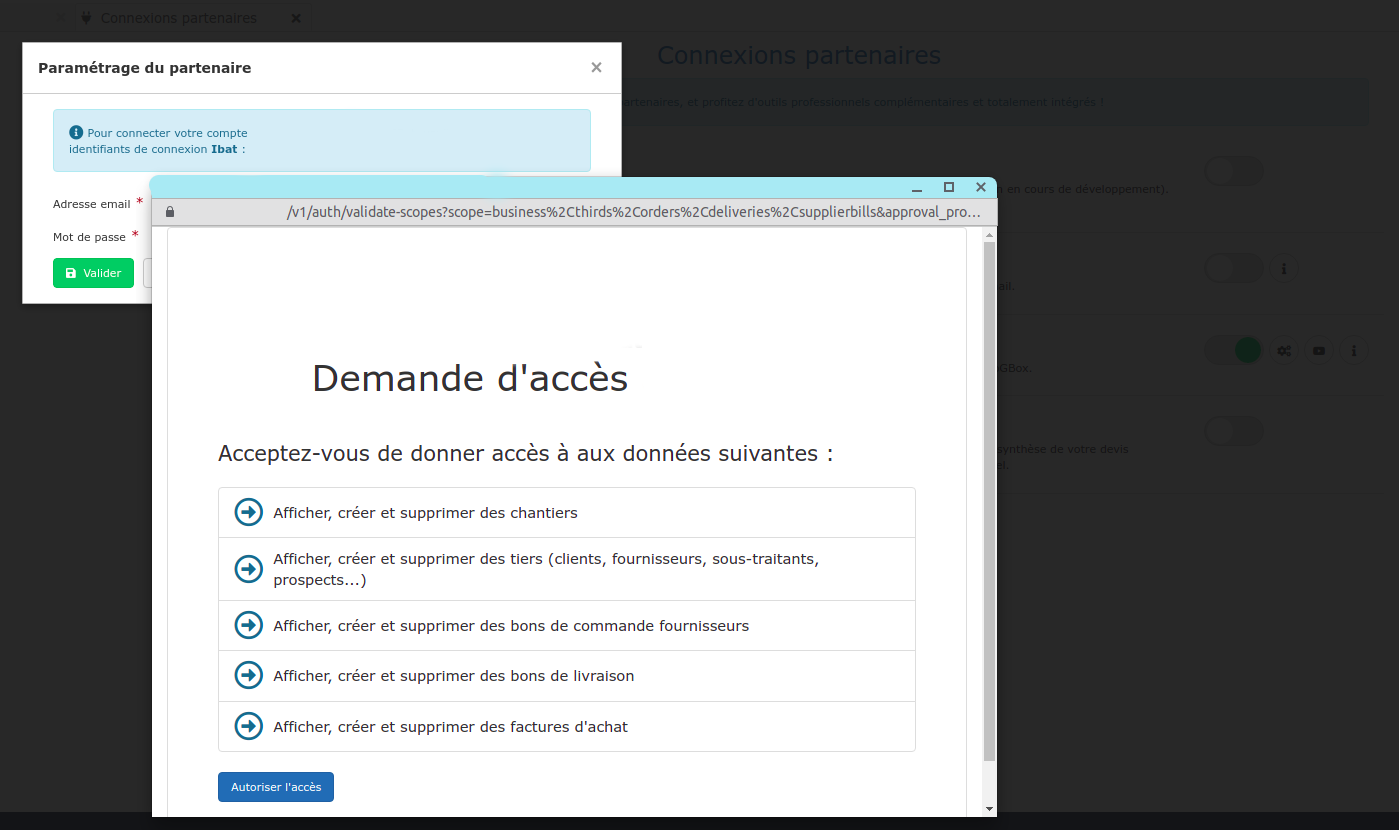 Connexions partenaires
Connexions partenaires
Paramétrage du partenaire
artenaires, et profitez d'outils professionnels complémentaires et totalement intégrés !
Pour connecter votre compte
identifiants de connexion Ibat :
n en cours de développement).
Adresse email *
/v1/auth/validate-scopes?scope=business%2Cthirds%2Corders%2Cdeliveries%2Csupplierbills&approval_pro...
Mot de passe *
Valider
ail.
GBox.
synthèse de votre devis
el.
Demande d'accès
Acceptez-vous de donner accès à aux données suivantes :
Afficher, créer et supprimer des chantiers
Afficher, créer et supprimer des tiers (clients, fournisseurs, sous-traitants,
prospects...)
Afficher, créer et supprimer des bons de commande fournisseurs
Afficher, créer et supprimer des bons de livraison
Afficher, créer et supprimer des factures d'achat
Autoriser l'accès